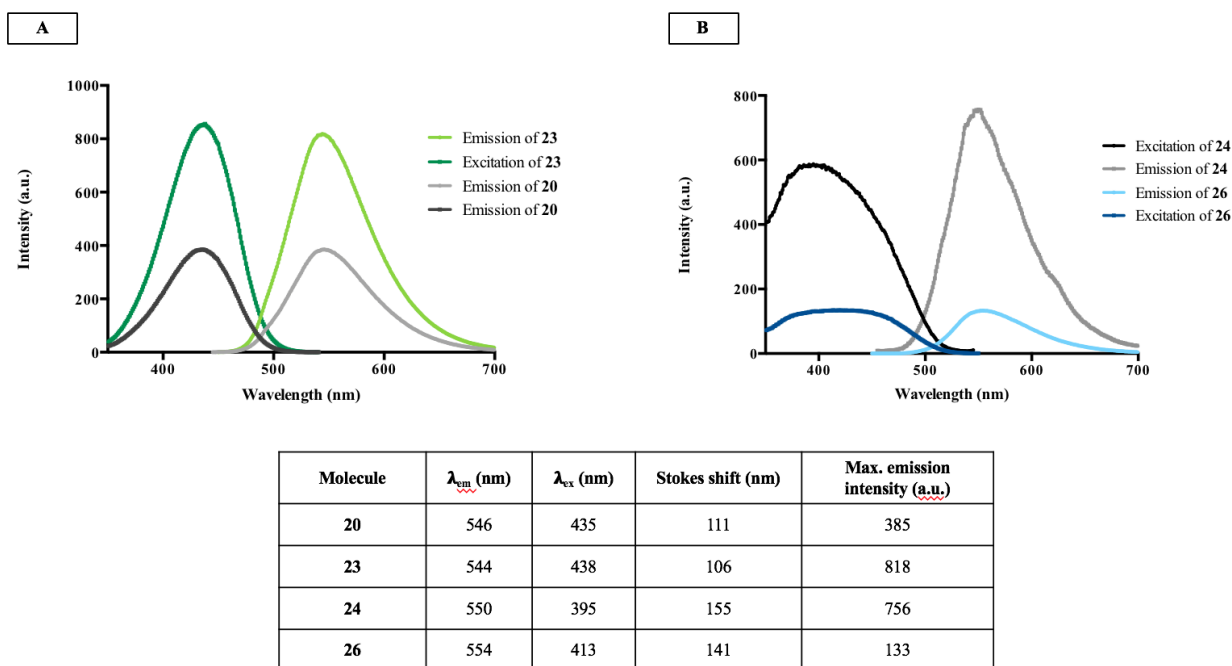 A
B
1000
800
600
400
200
0
400
500
600
700
Intensity (a.u.)
Wavelength (nm)
Emission of 23
Excitation of 23
Emission of 20
Emission of 20
800
600
400
200
0
400
500
600
700
Intensity (a.u.)
Wavelength (nm)
Excitation of 24
Emission of 24
Emission of 26
Excitation of 26
Molecule λem (nm) λex (nm) Stokes shift (nm) Max. emission intensity (a.u.)
20 546 435 111 385
23 544 438 106 818
24 550 395 155 756
26 554 413 141 133